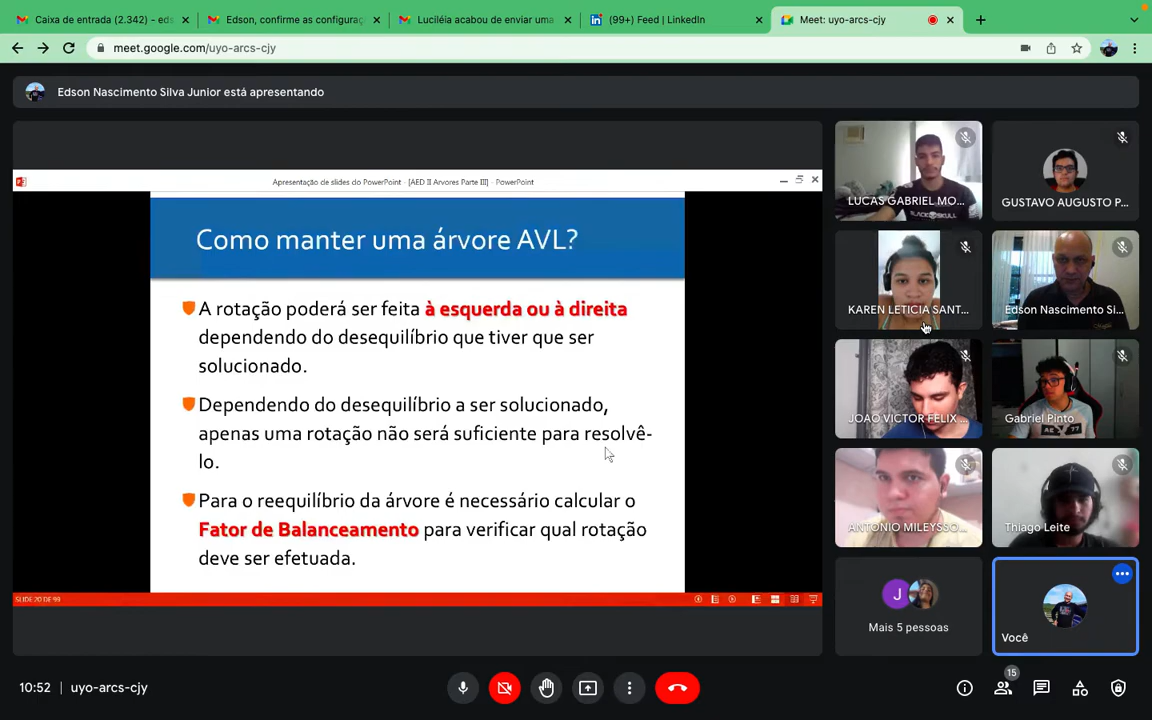 Caixa de entrada (2.342) – eds
Edson, confirme as configuraç
Luciléia acabou de enviar uma
(99+) Feed | LinkedIn
Meet: uyo-arcs-cjy
meet.google.com/uyo-arcs-cjy
Edson Nascimento Silva Junior está apresentando
Apresentação de slides do PowerPoint - [AED II Arvores Parte III] - PowerPoint
Como manter uma árvore AVL?
A rotação poderá ser feita à esquerda ou à direita
dependendo do desequilíbrio que tiver que ser
solucionado.
Dependendo do desequilíbrio a ser solucionado,
apenas uma rotação não será suficiente para resolvê-
lo.
Para o reequilíbrio da árvore é necessário calcular o
Fator de Balanceamento para verificar qual rotação
deve ser efetuada.
SLIDE 20 DE 99
LUCAS GABRIEL MO...
BLACK SKULL
GUSTAVO AUGUSTO P...
KAREN LETICIA SANT...
Edson Nascimento Si...
JOAO VICTOR FELIX ...
Gabriel Pinto
ANTONIO MILEYSSO...
Thiago Leite
J
Mais 5 pessoas
Você
10:52 | uyo-arcs-cjy
15